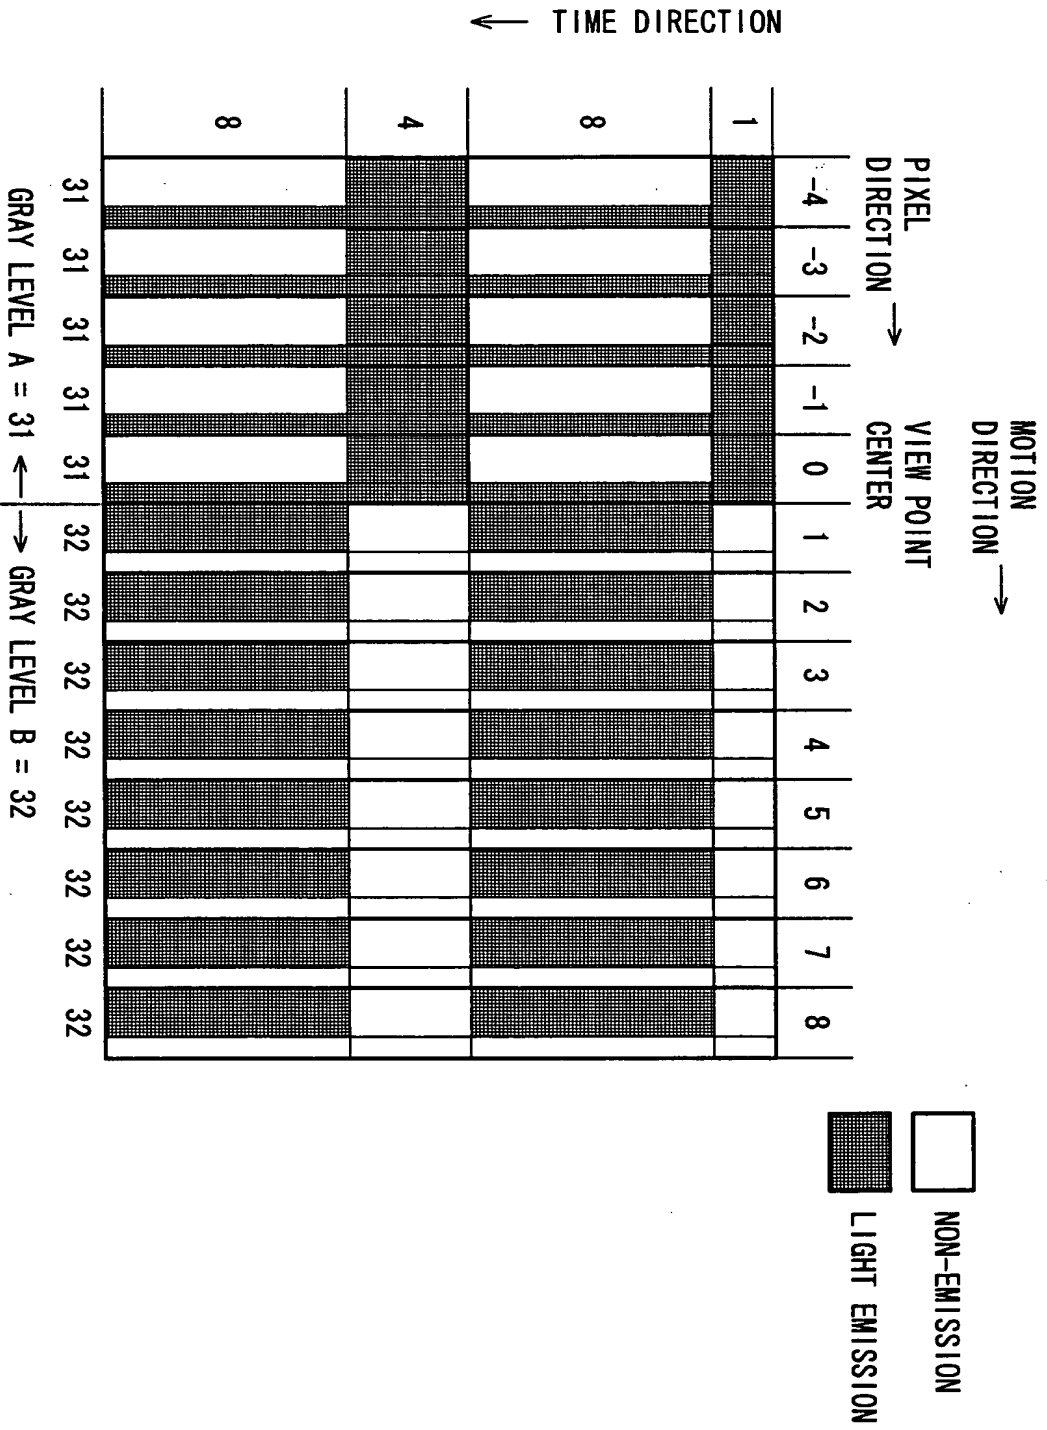 TIME DIRECTION
MOTION
DIRECTION
PIXEL
DIRECTION
VIEW POINT
CENTER
-4 -3 -2 -1 0 1 2 3 4 5 6 7 8
1
8
4
8
31 31 31 31 31 32 32 32 32 32 32 32 32
GRAY LEVEL A = 31
GRAY LEVEL B = 32
NON-EMISSION
LIGHT EMISSION